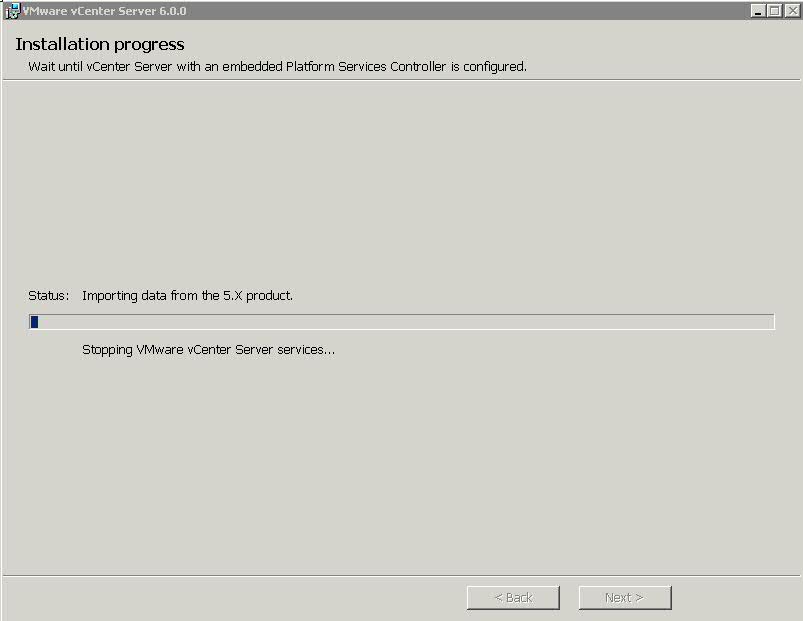 VMware vCenter Server 6.0.0
Installation progress
Wait until vCenter Server with an embedded Platform Services Controller is configured.
Status: Importing data from the 5.X product.
Stopping VMware vCenter Server services...
< Back Next >